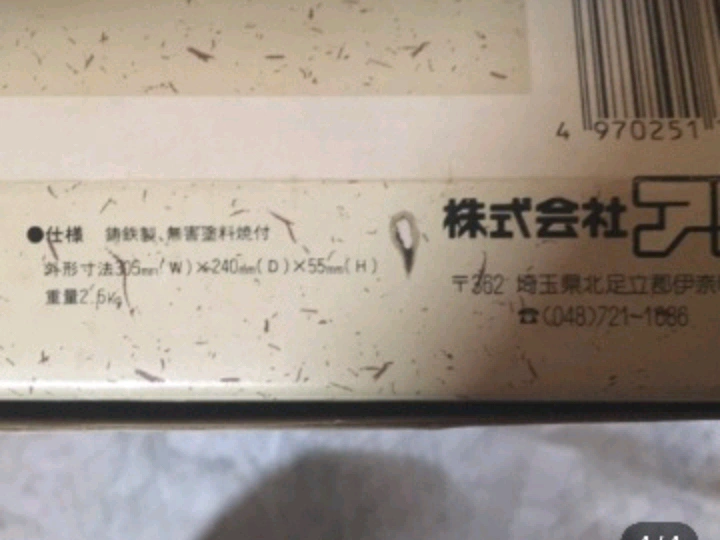 4 970251
●仕様 鋳鉄製、無害塗料焼付
外形寸法305mm(W)×240mm(D)×55mm(H)
重量2.5kg
株式会社
〒362 埼玉県北足立郡伊奈
☎(048)721-1686